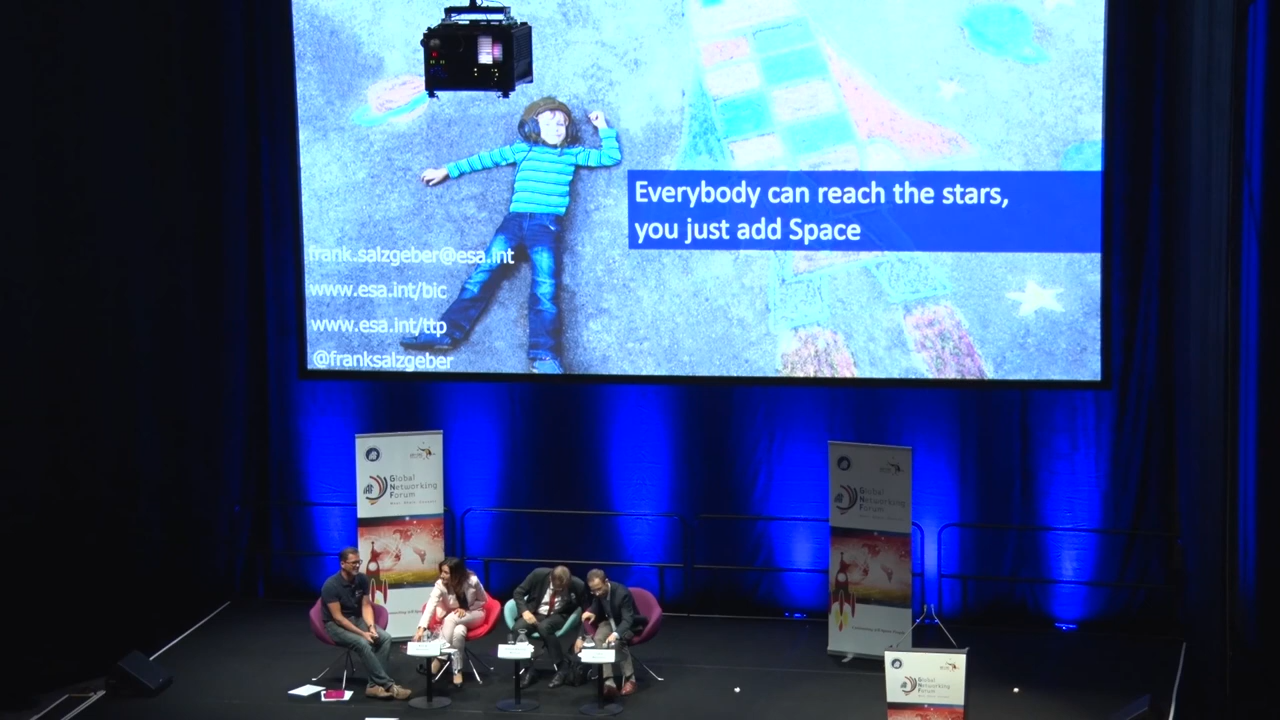 Everybody can reach the stars,
you just add Space
frank.salzgeber@esa.int
www.esa.int/bic
www.esa.int/ttp
@franksalzgeber
Global
Networking
Forum
Global
Networking
Forum
Global
Networking
Forum